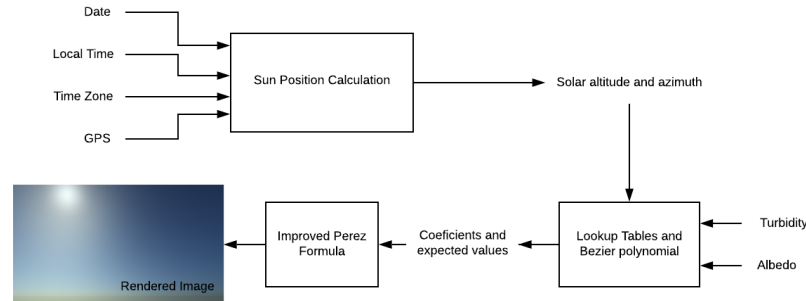 Date
Local Time
Time Zone
GPS
Sun Position Calculation
Solar altitude and azimuth
Turbidity
Albedo
Lookup Tables and
Bezier polynomial
Coeficients and
expected values
Improved Perez
Formula
Rendered Image